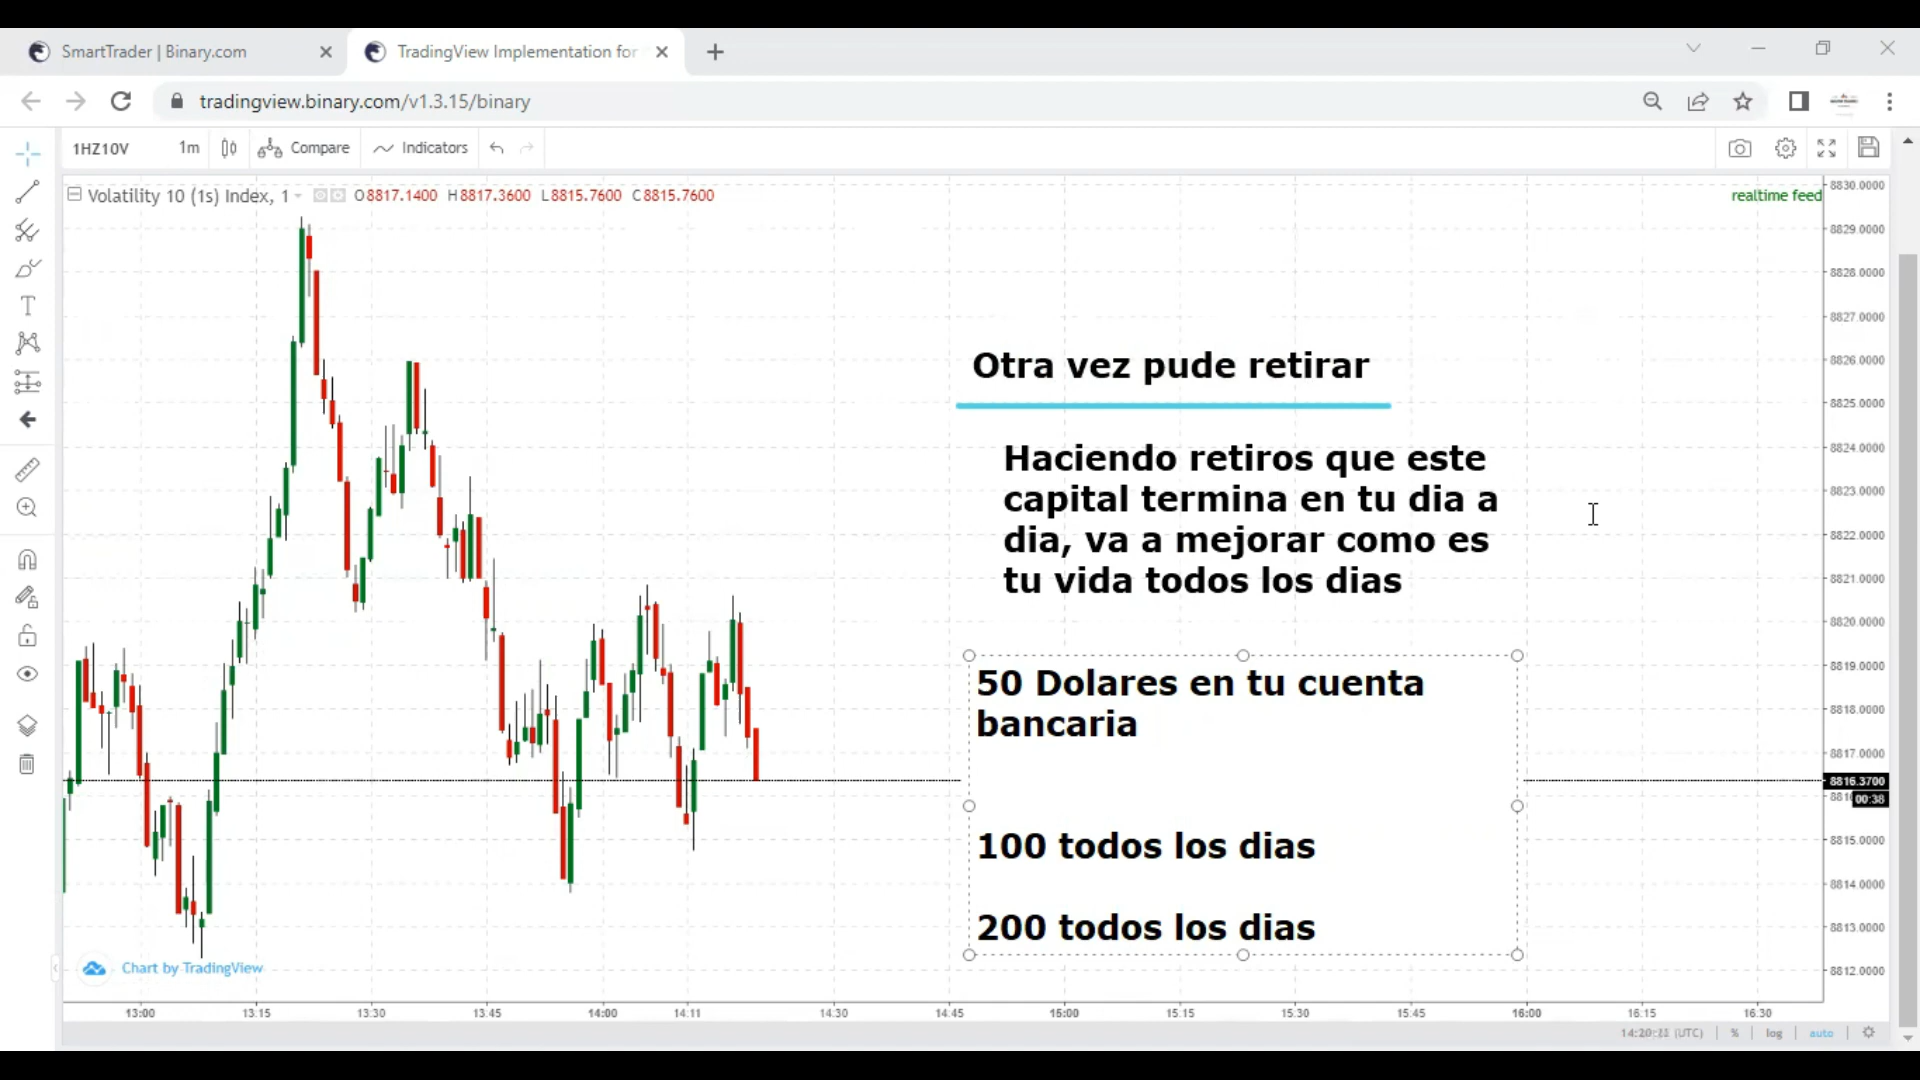 SmartTrader | Binary.com
TradingView Implementation for
tradingview.binary.com/v1.3.15/binary
1HZ10V 1m Compare Indicators
Volatility 10 (1s) Index, 1 O8817.1400 H8817.3600 L8815.7600 C8815.7600
realtime feed
8830.0000
8829.0000
8828.0000
8827.0000
8826.0000
8825.0000
8824.0000
8823.0000
8822.0000
8821.0000
8820.0000
8819.0000
8818.0000
8817.0000
8816.3700
00:38
8815.0000
8814.0000
8813.0000
8812.0000
Otra vez pude retirar
Haciendo retiros que este
capital termina en tu dia a
dia, va a mejorar como es
tu vida todos los dias
50 Dolares en tu cuenta
bancaria
100 todos los dias
200 todos los dias
Chart by TradingView
13:00 13:15 13:30 13:45 14:00 14:11 14:30 14:45 15:00 15:15 15:30 15:45 16:00 16:15 16:30
(UTC) % log auto